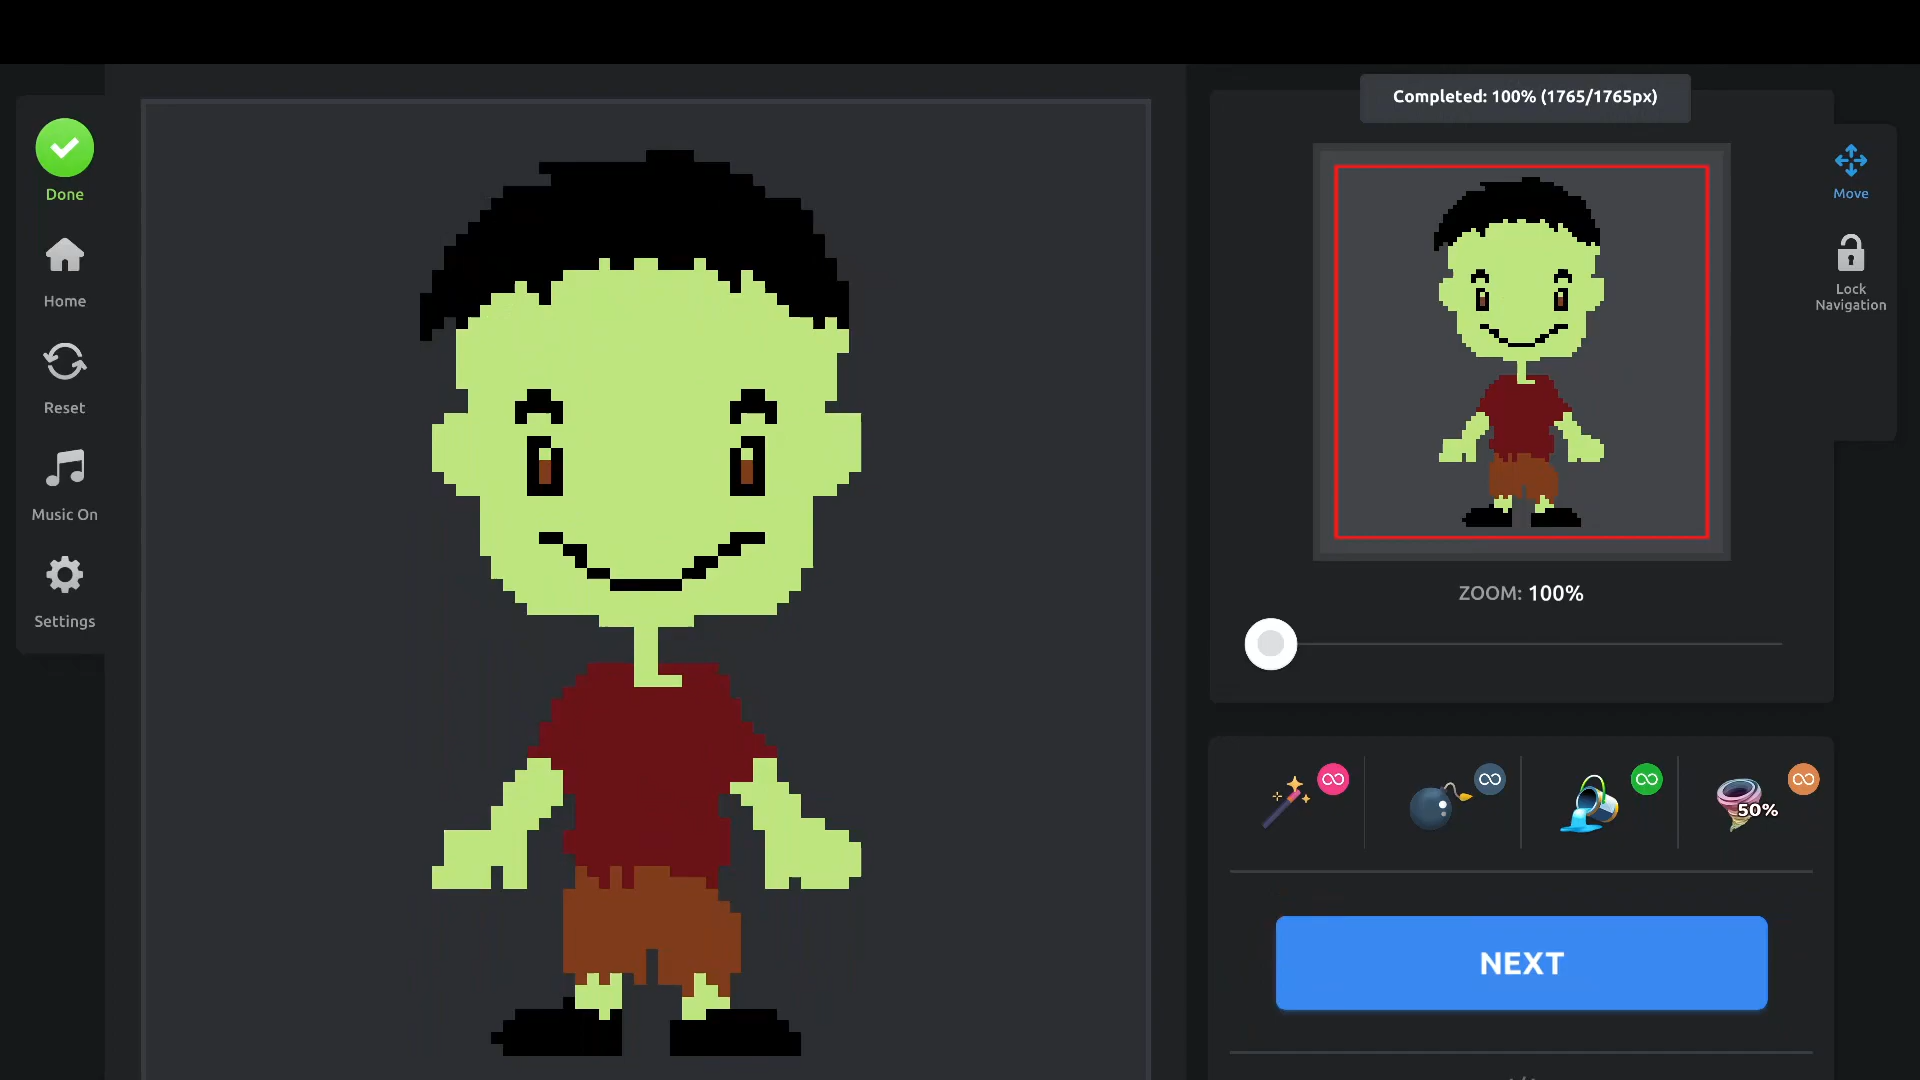 Completed: 100% (1765/1765px)
Done
Home
Reset
Music On
Settings
Move
Lock
Navigation
ZOOM: 100%
50%
NEXT